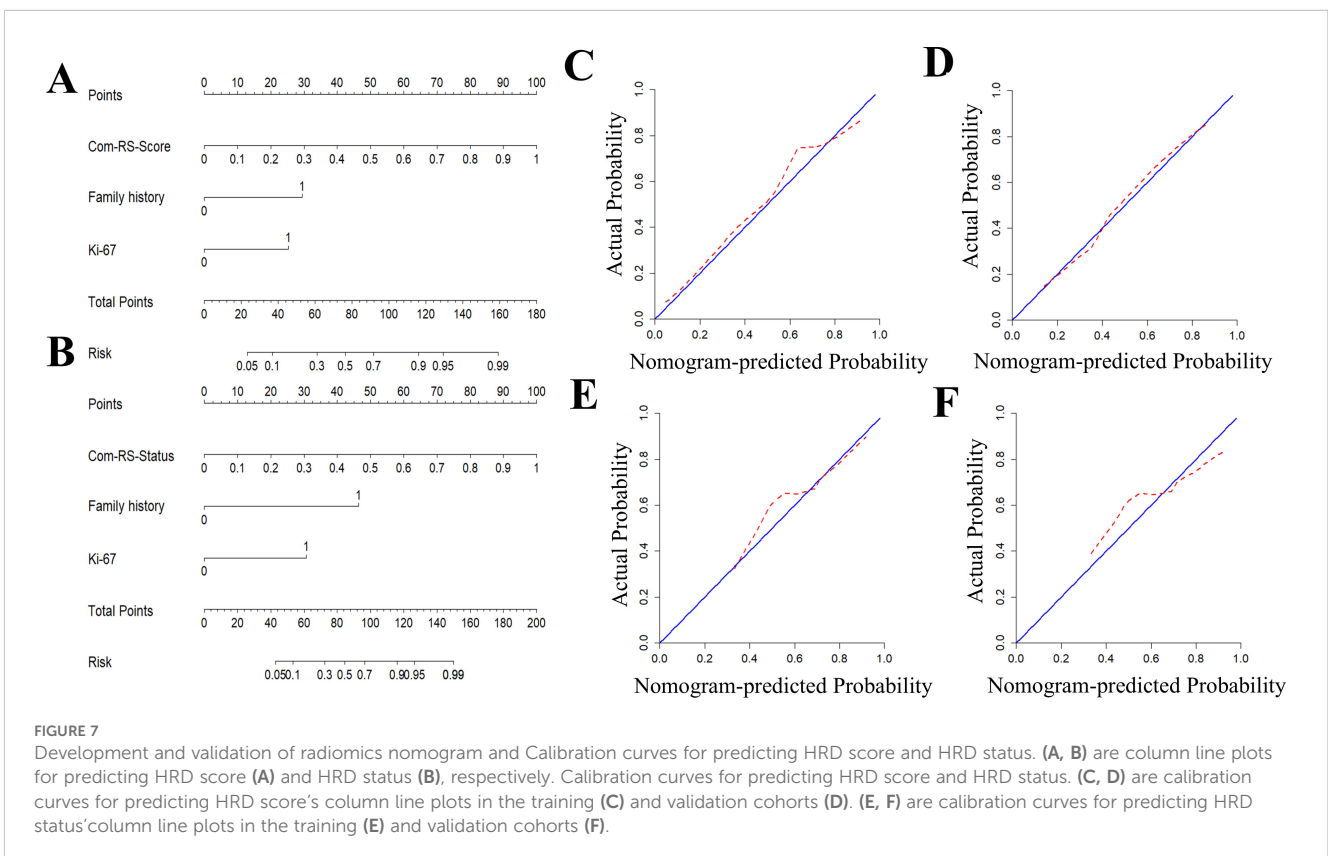 A
Points
0 10 20 30 40 50 60 70 80 90 100
Com-RS-Score
0 0.1 0.2 0.3 0.4 0.5 0.6 0.7 0.8 0.9 1
Family history
0 1
Ki-67
0 1
Total Points
0 20 40 60 80 100 120 140 160 180
Risk
0.05 0.1 0.3 0.5 0.7 0.9 0.95 0.99
B
Points
0 10 20 30 40 50 60 70 80 90 100
Com-RS-Status
0 0.1 0.2 0.3 0.4 0.5 0.6 0.7 0.8 0.9 1
Family history
0 1
Ki-67
0 1
Total Points
0 20 40 60 80 100 120 140 160 180 200
Risk
0.05 0.1 0.3 0.5 0.7 0.9 0.95 0.99
C
Actual Probability
0.0 0.2 0.4 0.6 0.8 1.0
0.0 0.2 0.4 0.6 0.8 1.0
Nomogram-predicted Probability
D
Actual Probability
0.0 0.2 0.4 0.6 0.8 1.0
0.0 0.2 0.4 0.6 0.8 1.0
Nomogram-predicted Probability
E
Actual Probability
0.0 0.2 0.4 0.6 0.8 1.0
0.0 0.2 0.4 0.6 0.8 1.0
Nomogram-predicted Probability
F
Actual Probability
0.0 0.2 0.4 0.6 0.8 1.0
0.0 0.2 0.4 0.6 0.8 1.0
Nomogram-predicted Probability
FIGURE 7
Development and validation of radiomics nomogram and Calibration curves for predicting HRD score and HRD status. (A, B) are column line plots
for predicting HRD score (A) and HRD status (B), respectively. Calibration curves for predicting HRD score and HRD status. (C, D) are calibration
curves for predicting HRD score’s column line plots in the training (C) and validation cohorts (D). (E, F) are calibration curves for predicting HRD
status‘column line plots in the training (E) and validation cohorts (F).